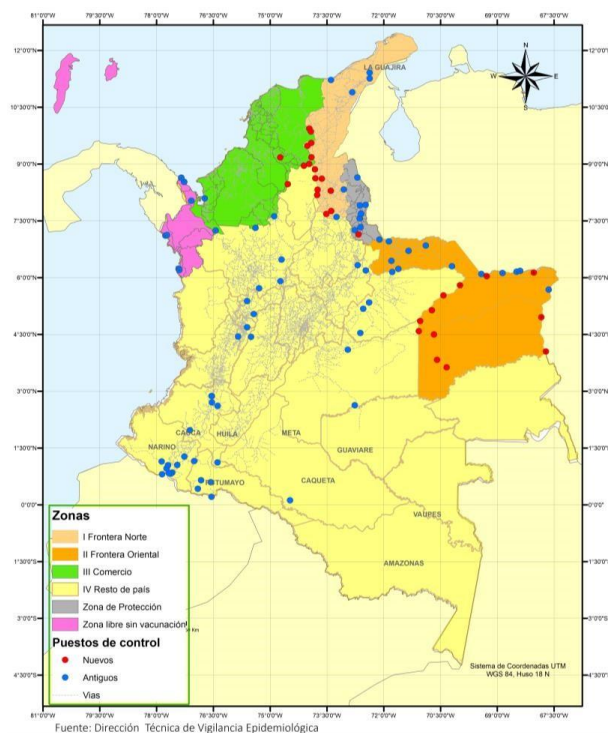 12°0'0"N
10°30'0"N
9°0'0"N
7°30'0"N
6°0'0"N
4°30'0"N
3°0'0"N
1°30'0"N
0°0'0"
1°30'0"S
3°0'0"S
4°30'0"S
N
W E
S
LA GUAJIRA
CAUCA
HUILA
NARIÑO
META
GUAVIARE
PUTUMAYO
CAQUETA
VAUPES
AMAZONAS
Zonas
I Frontera Norte
II Frontera Oriental
III Comercio
IV Resto de país
Zona de Protección
Zona libre sin vacunación
Km
Puestos de control
Nuevos
Antiguos
Vias
Sistema de Coordenadas UTM
WGS 84, Huso 18 N
81°0'0"W 79°30'0"W 78°0'0"W 76°30'0"W 75°0'0"W 73°30'0"W 72°0'0"W 70°30'0"W 69°0'0"W 67°30'0"W
Fuente: Dirección Técnica de Vigilancia Epidemiológica